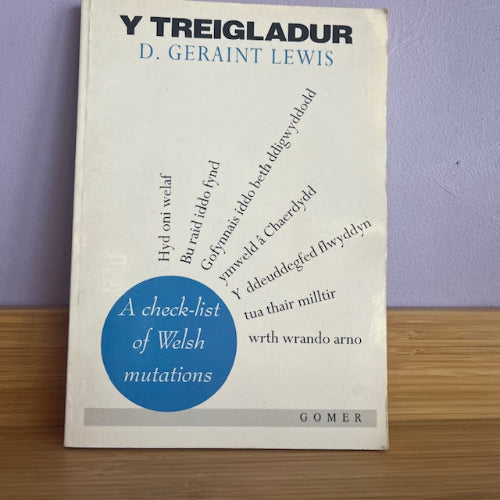 Y TREIGLADUR
D. GERAINT LEWIS
Hyd oni welaf
Bu raid iddo fynd
Gofynnais iddo beth ddigwyddodd
ymweld â Chaerdydd
Y ddeuddegfed flwyddyn
tua thair milltir
wrth wrando arno
A check-list
of Welsh
mutations
GOMER